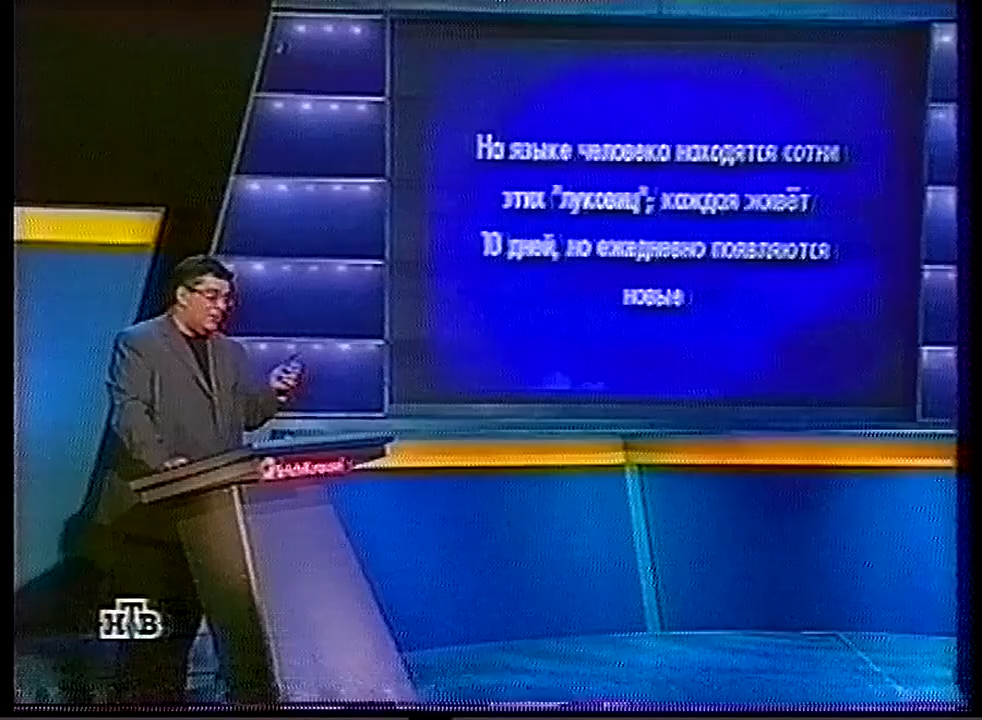 На языке человека находятся сотни
этих "луковиц"; каждая живёт
10 дней, но ежедневно появляются
новые
НТВ